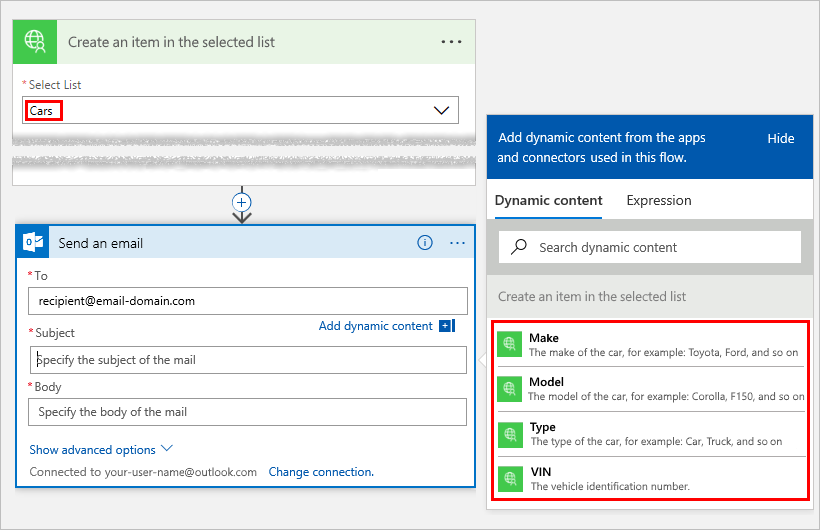 Create an item in the selected list
* Select List
Cars
Send an email
* To
recipient@email-domain.com
Add dynamic content
* Subject
Specify the subject of the mail
* Body
Specify the body of the mail
Show advanced options
Connected to your-user-name@outlook.com Change connection.
Add dynamic content from the apps
and connectors used in this flow.
Hide
Dynamic content Expression
Search dynamic content
Create an item in the selected list
Make
The make of the car, for example: Toyota, Ford, and so on
Model
The model of the car, for example: Corolla, F150, and so on
Type
The type of the car, for example: Car, Truck, and so on
VIN
The vehicle identification number.